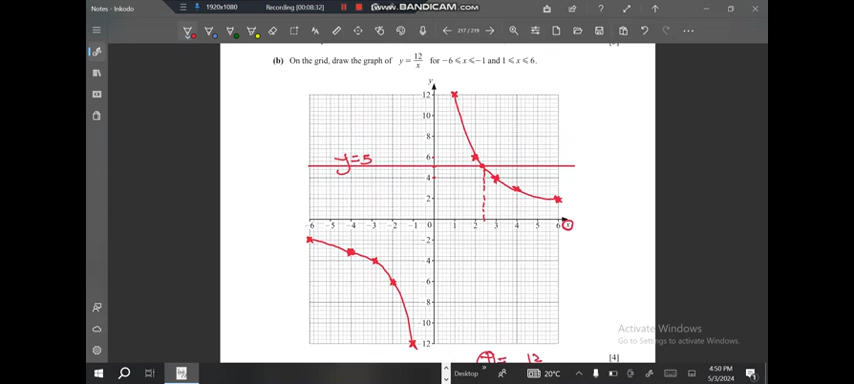 Notes - Inkodo
1920x1080
Recording [00:08:32]
www.BANDICAM.com
217 / 219
(b) On the grid, draw the graph of y = 12/x for −6 ⩽ x ⩽ −1 and 1 ⩽ x ⩽ 6.
y
12
10
8
6
y=5
4
2
−6 −5 −4 −3 −2 −1 0 1 2 3 4 5 6 x
−2
−4
−6
8
10
−12
= 12
[4]
Activate Windows
Go to Settings to activate Windows.
Desktop
20°C
4:50 PM
5/3/2024